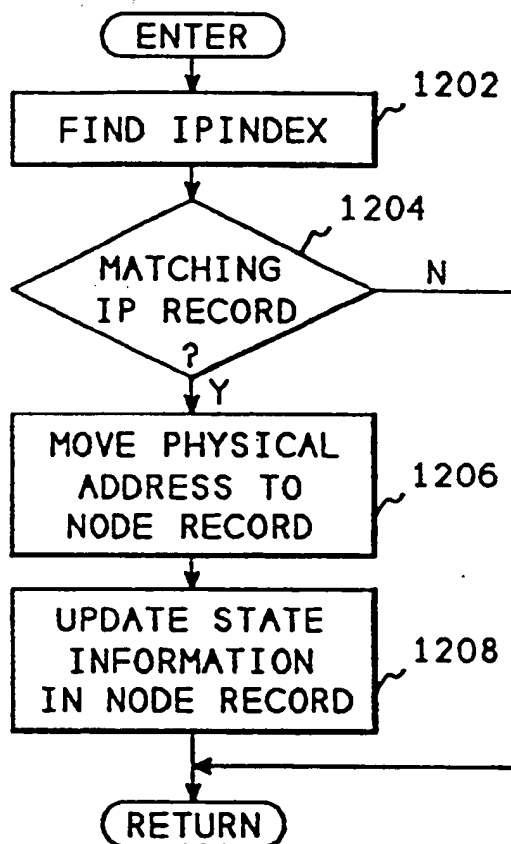 ENTER
1202
FIND IPINDEX
1204
MATCHING
IP RECORD
?
N
Y
MOVE PHYSICAL
ADDRESS TO
NODE RECORD
1206
UPDATE STATE
INFORMATION
IN NODE RECORD
1208
RETURN